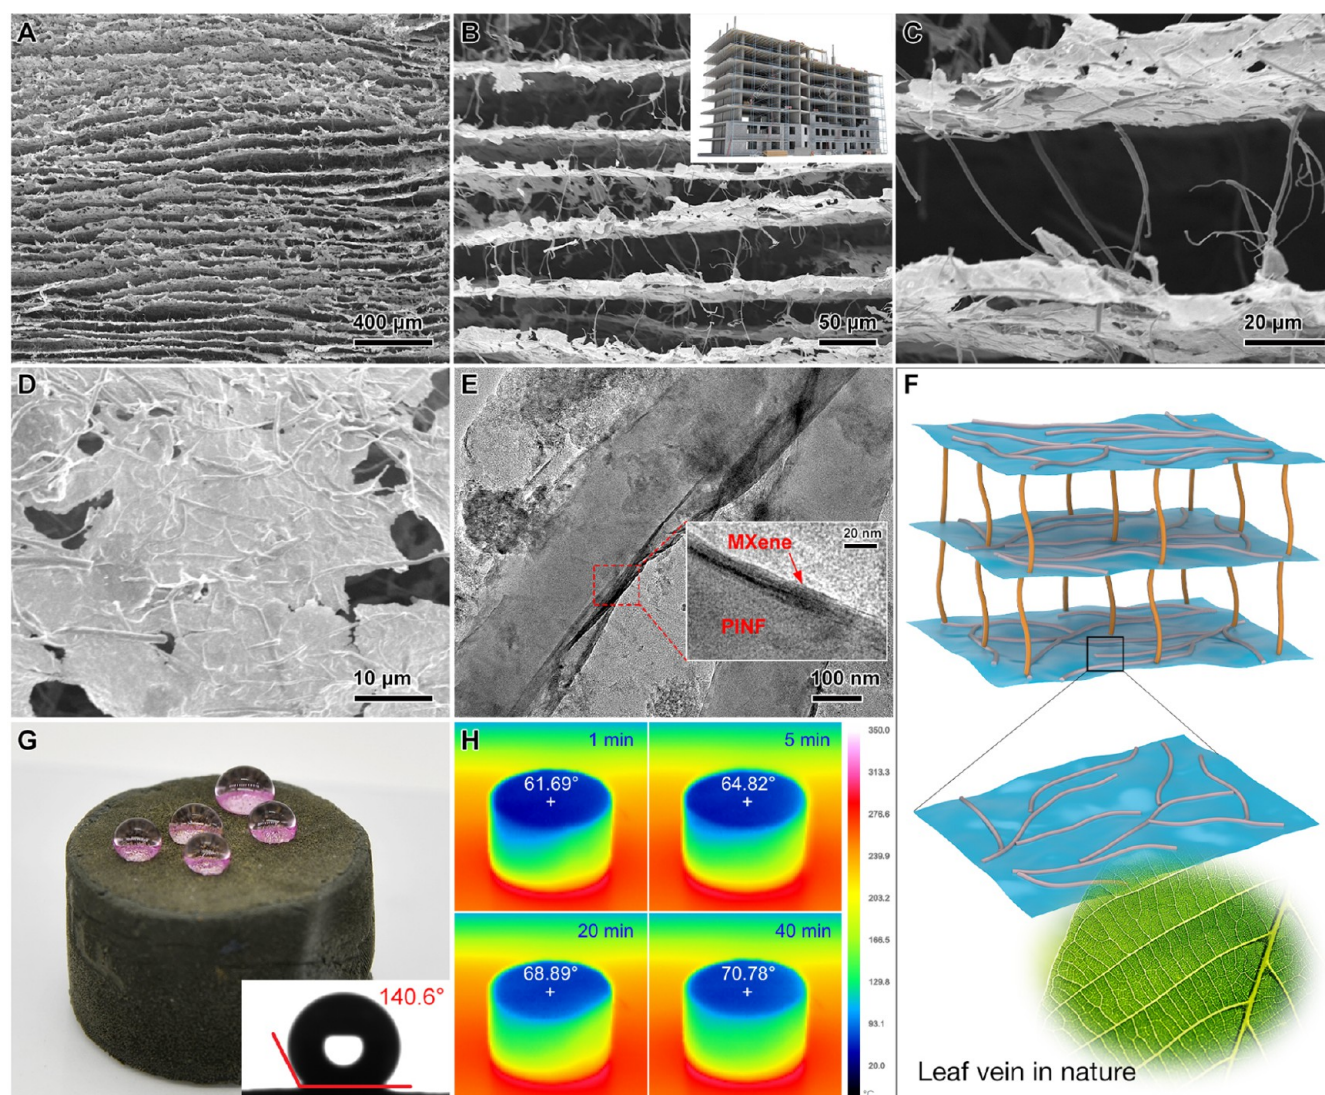 A
400 µm
B
50 µm
C
20 µm
D
10 µm
E
MXene
20 nm
PINF
100 nm
F
Leaf vein in nature
G
140.6°
H
1 min
61.69°
5 min
64.82°
20 min
68.89°
40 min
70.78°
350.0
313.3
276.6
239.9
203.2
166.5
129.8
93.1
20.0
°C